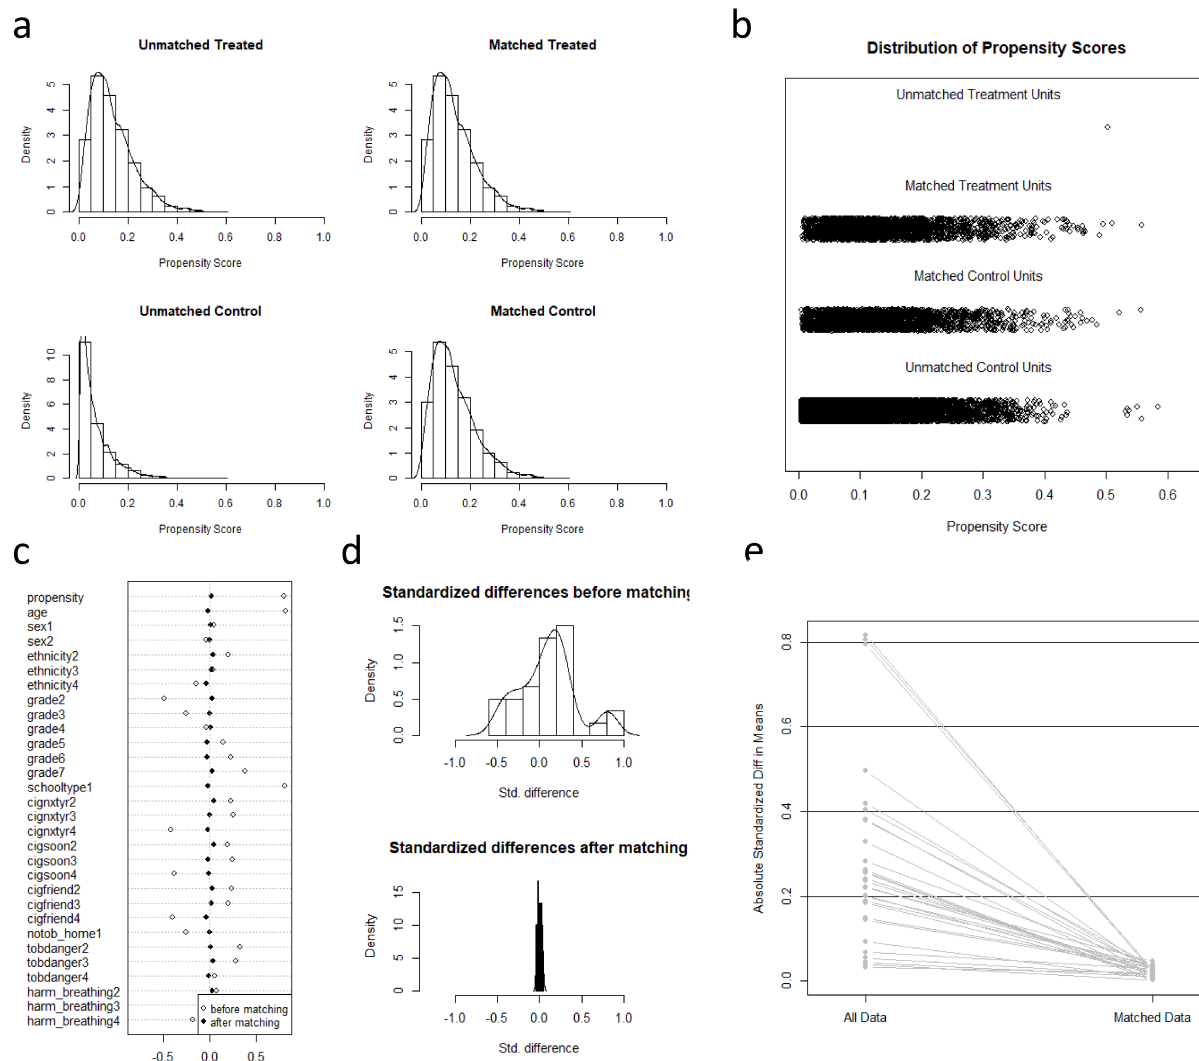 a
Unmatched Treated
Density
0 1 2 3 4 5
0.0 0.2 0.4 0.6 1.0
Propensity Score
Matched Treated
Density
0 1 2 3 4 5
0.0 0.2 0.4 0.6 1.0
Propensity Score
Unmatched Control
Density
0 2 4 6 8 10
0.0 0.2 0.4 0.6 0.8 1.0
Propensity Score
Matched Control
Density
0 1 2 3 4 5
0.0 0.2 0.4 0.6 0.8 1.0
Propensity Score
b
Distribution of Propensity Scores
Unmatched Treatment Units
Matched Treatment Units
Matched Control Units
Unmatched Control Units
0.0 0.1 0.2 0.3 0.4 0.5 0.6
Propensity Score
c
propensity
age
sex1
sex2
ethnicity2
ethnicity3
ethnicity4
grade2
grade3
grade4
grade5
grade6
grade7
schooltype1
cignxtyr2
cignxtyr3
cignxtyr4
cigsoon2
cigsoon3
cigsoon4
cigfriend2
cigfriend3
cigfriend4
notob_home1
tobdanger2
tobdanger3
tobdanger4
harm_breathing2
harm_breathing3
harm_breathing4
before matching
after matching
-0.5 0.0 0.5
d
Standardized differences before matching
Density
0.0 0.5 1.0 1.5
-1.0 -0.5 0.0 0.5 1.0
Std. difference
Standardized differences after matching
Density
0 5 10 15
-1.0 -0.5 0.0 0.5 1.0
Std. difference
e
Absolute Standardized Diff in Means
0.0 0.2 0.4 0.6 0.8
All Data
Matched Data